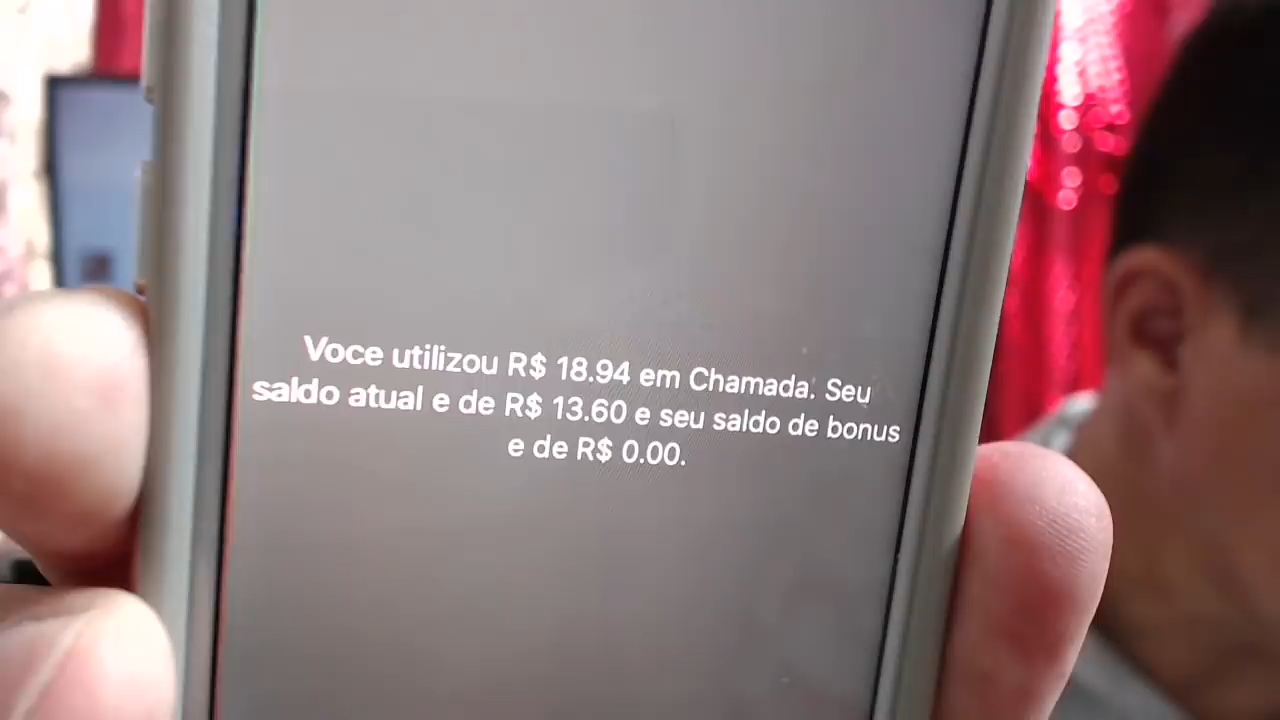 Voce utilizou R$ 18.94 em Chamada. Seu
saldo atual e de R$ 13.60 e seu saldo de bonus
e de R$ 0.00.